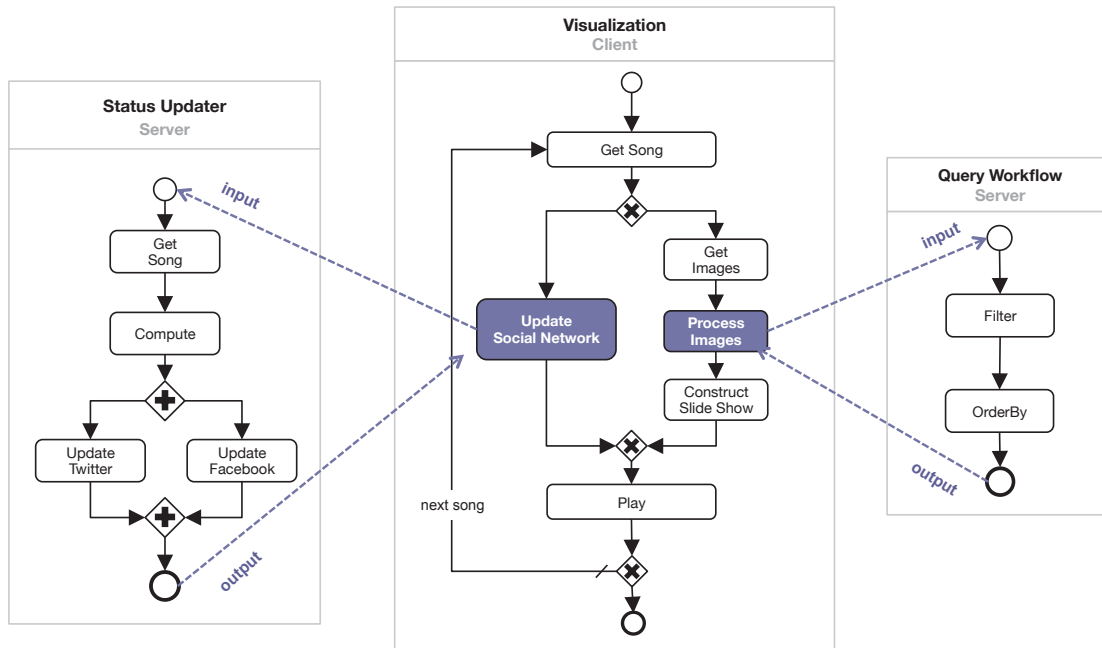 Status Updater
Server
input
Get
Song
Compute
Update
Twitter
Update
Facebook
output
Visualization
Client
Get Song
Get
Images
Update
Social Network
Process
Images
Construct
Slide Show
Play
next song
Query Workflow
Server
input
Filter
OrderBy
output